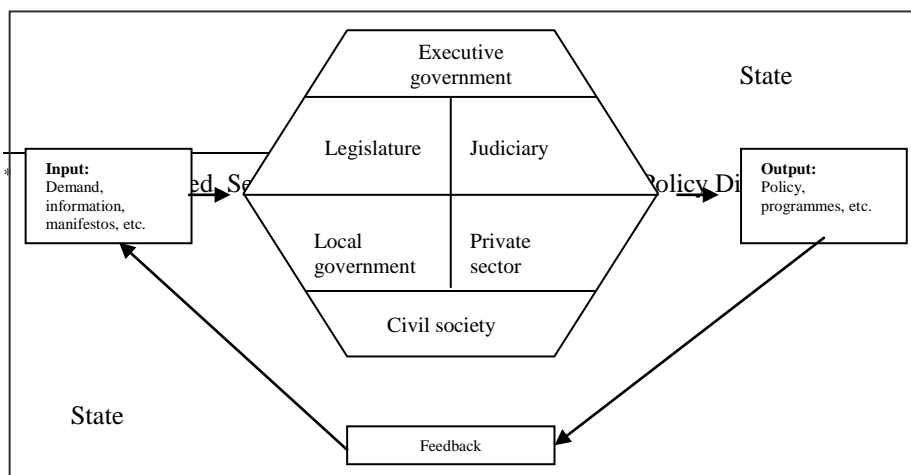 Executive
government
State
Legislature
Judiciary
Input:
Demand,
information,
manifestos, etc.
*
Policy
Output:
Policy,
programmes, etc.
Local
government
Private
sector
Civil society
State
Feedback